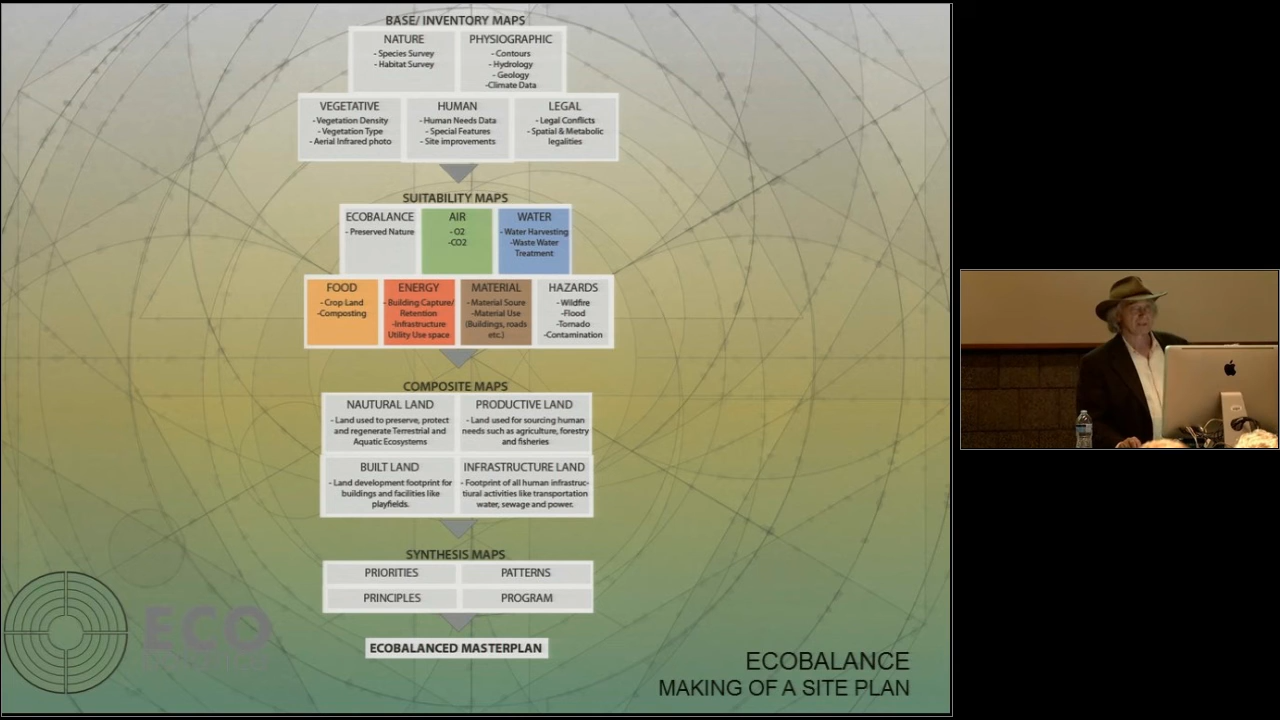 BASE/ INVENTORY MAPS
NATURE
- Species Survey
- Habitat Survey
PHYSIOGRAPHIC
- Contours
- Hydrology
- Geology
-Climate Data
VEGETATIVE
- Vegetation Density
- Vegetation Type
- Aerial Infrared photo
HUMAN
- Human Needs Data
- Special Features
- Site improvements
LEGAL
- Legal Conflicts
- Spatial & Metabolic
legalities
SUITABILITY MAPS
ECOBALANCE
- Preserved Nature
AIR
- O2
-CO2
WATER
- Water Harvesting
-Waste Water
Treatment
FOOD
- Crop Land
-Composting
ENERGY
- Building Capture/
Retention
-Infrastructure
Utility Use space
MATERIAL
- Material Soure
-Material Use
(Buildings, roads
etc.)
HAZARDS
- Wildfire
-Flood
-Tornado
-Contamination
COMPOSITE MAPS
NAUTURAL LAND
- Land used to preserve, protect
and regenerate Terrestrial and
Aquatic Ecosystems
PRODUCTIVE LAND
- Land used for sourcing human
needs such as agriculture, forestry
and fisheries
BUILT LAND
- Land development footprint for
buildings and facilities like
playfields.
INFRASTRUCTURE LAND
- Footprint of all human infrastruc-
tiural activities like transportation
water, sewage and power.
SYNTHESIS MAPS
PRIORITIES
PATTERNS
PRINCIPLES
PROGRAM
ECOBALANCED MASTERPLAN
ECO
ECOBALANCE
MAKING OF A SITE PLAN